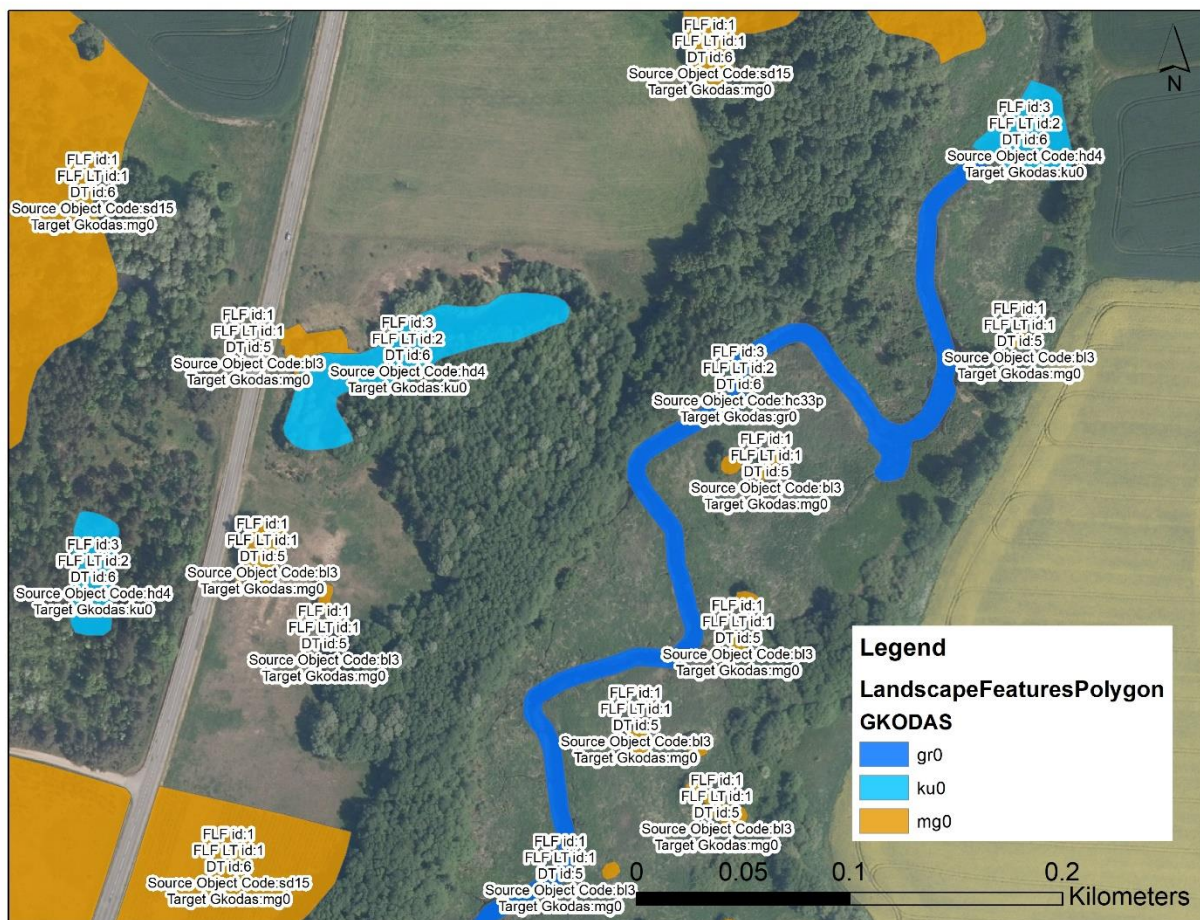 FLF id:1
FLF LT id:1
DT id:6
Source Object Code:sd15
Target Gkodas:mg0
N
FLF id:3
FLF LT id:2
DT id:6
Source Object Code:hd4
Target Gkodas:ku0
FLF id:1
FLF LT id:1
DT id:6
Source Object Code:sd15
Target Gkodas:mg0
FLF id:1
FLF LT id:1
DT id:5
Source Object Code:bl3
Target Gkodas:mg0
FLF id:3
FLF LT id:2
DT id:6
Source Object Code:hd4
Target Gkodas:ku0
FLF id:3
FLF LT id:2
DT id:6
Source Object Code:hc33p
Target Gkodas:gr0
FLF id:1
FLF LT id:1
DT id:5
Source Object Code:bl3
Target Gkodas:mg0
FLF id:1
FLF LT id:1
DT id:5
Source Object Code:bl3
Target Gkodas:mg0
FLF id:3
FLF LT id:2
DT id:6
Source Object Code:hd4
Target Gkodas:ku0
FLF id:1
FLF LT id:1
DT id:5
Source Object Code:bl3
Target Gkodas:mg0
FLF id:1
FLF LT id:1
DT id:5
Source Object Code:bl3
Target Gkodas:mg0
FLF id:1
FLF LT id:1
DT id:5
Source Object Code:bl3
Target Gkodas:mg0
FLF id:1
FLF LT id:1
DT id:5
Source Object Code:bl3
Target Gkodas:mg0
FLF id:1
FLF LT id:1
DT id:5
Source Object Code:bl3
Target Gkodas:mg0
FLF id:1
FLF LT id:1
DT id:6
Source Object Code:sd15
Target Gkodas:mg0
FLF id:1
FLF LT id:1
DT id:5
Source Object Code:bl3
Target Gkodas:mg0
Legend
LandscapeFeaturesPolygon
GKODAS
gr0
ku0
mg0
0 0.05 0.1 0.2
Kilometers